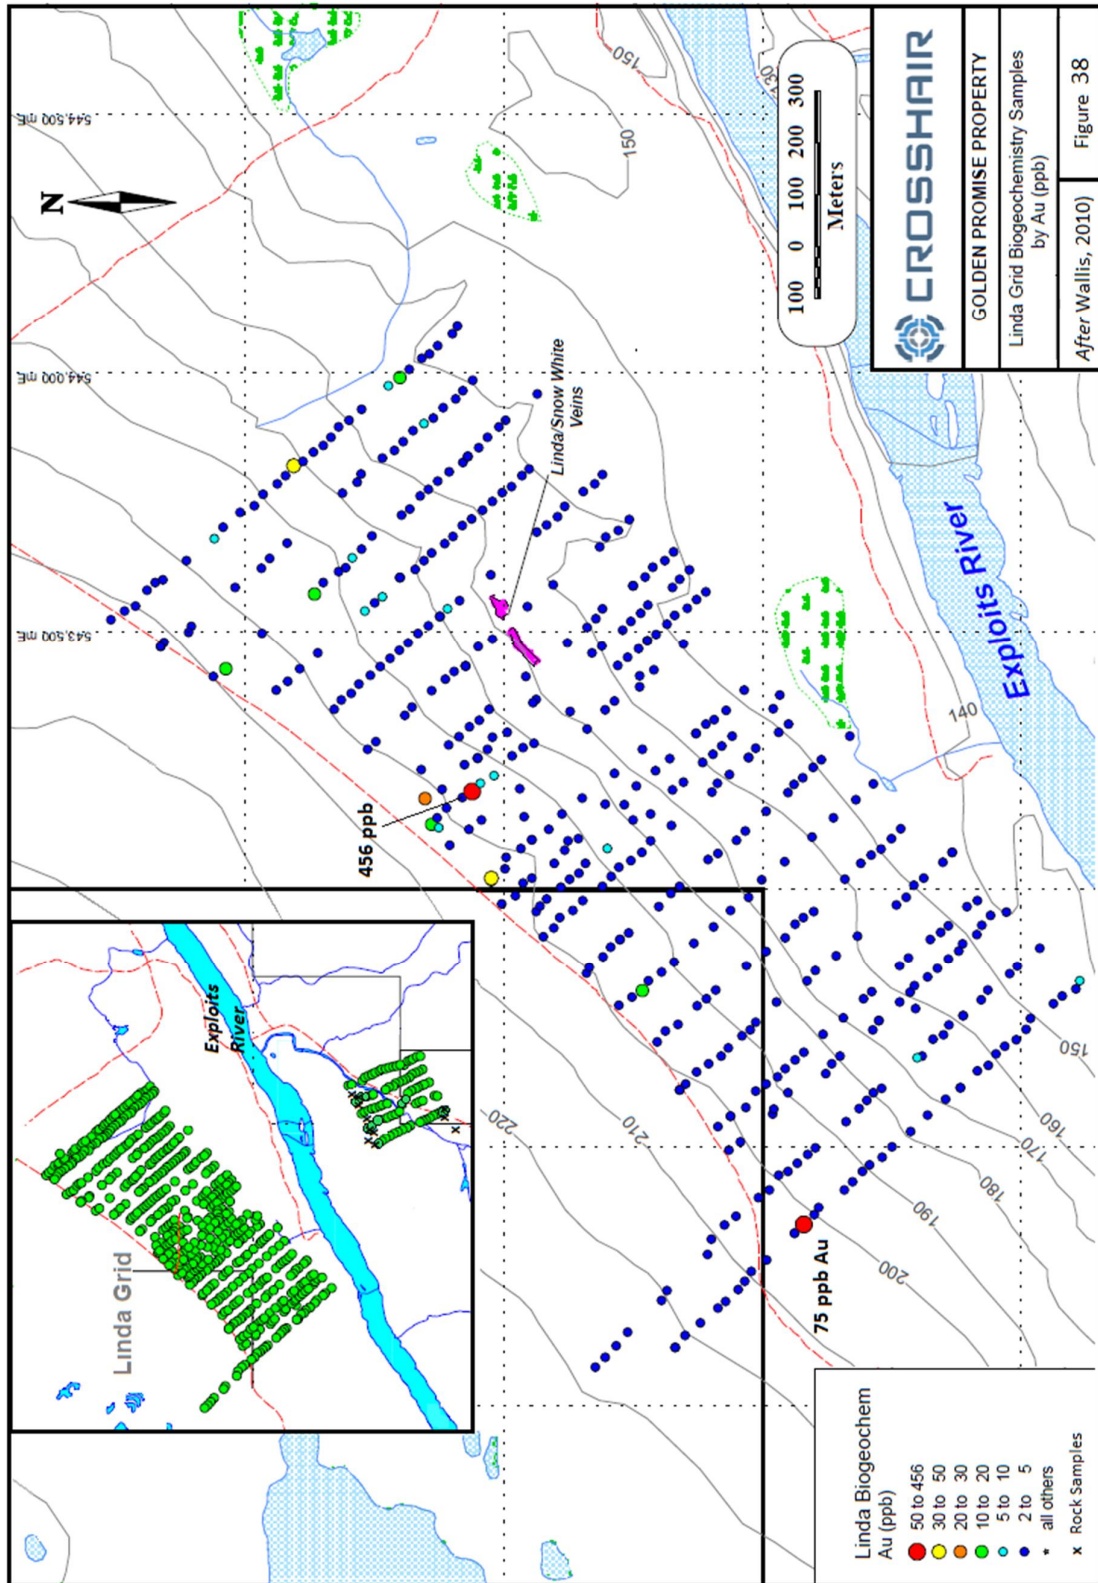 544,500 mE
544,000 mE
543,500 mE
N
150
150
130
100 0 100 200 300
Meters
CROSSHAIR
GOLDEN PROMISE PROPERTY
Linda Grid Biogeochemistry Samples
by Au (ppb)
After Wallis, 2010)
Figure 38
Linda/Snow White
Veins
456 ppb
Exploits River
140
Linda Grid
Exploits
River
x
220
210
200
190
180
170
160
150
75 ppb Au
Linda Biogeochem
Au (ppb)
50 to 456
30 to 50
20 to 30
10 to 20
5 to 10
2 to 5
* all others
x Rock Samples